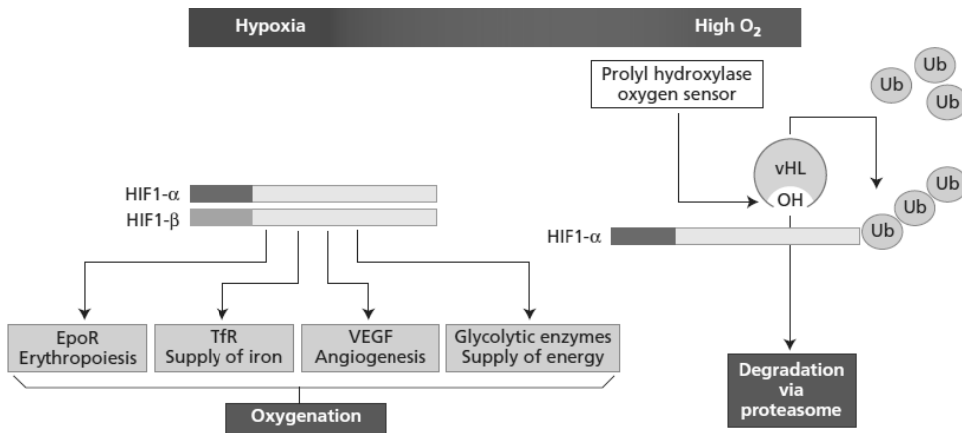 Hypoxia
High O₂
Prolyl hydroxylase
oxygen sensor
Ub
Ub
Ub
vHL
OH
HIF1-α
HIF1-β
HIF1-α
Ub
Ub
Ub
EpoR
Erythropoiesis
TfR
Supply of iron
VEGF
Angiogenesis
Glycolytic enzymes
Supply of energy
Oxygenation
Degradation
via
proteasome